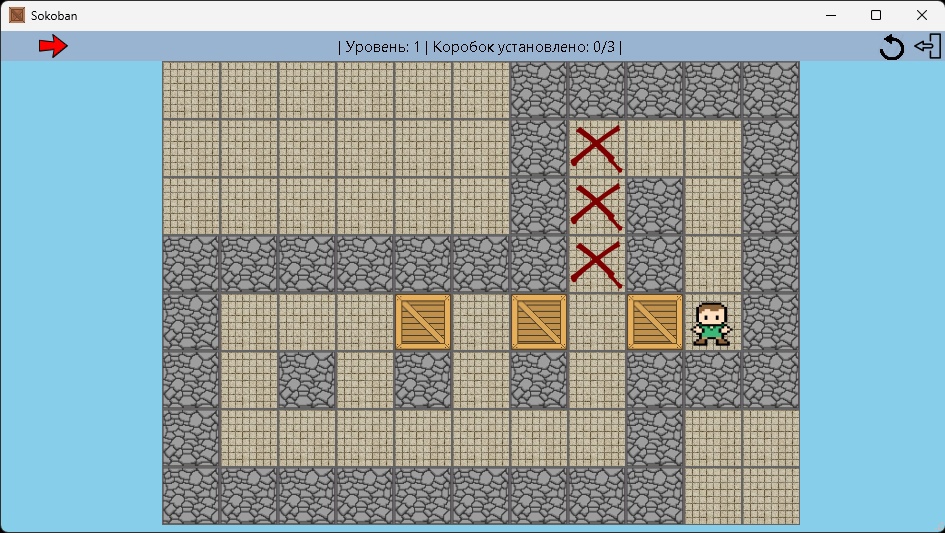 Sokoban
| Уровень: 1 | Коробок установлено: 0/3 |